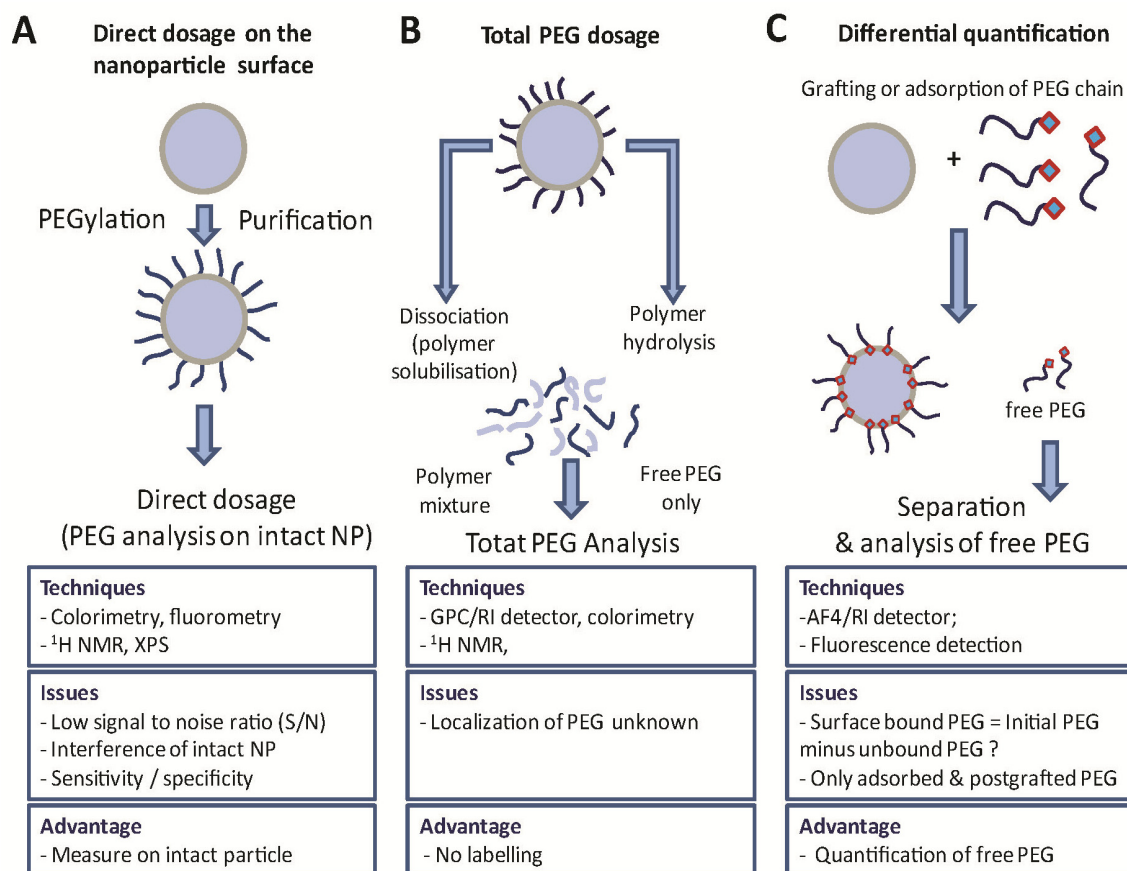 A
Direct dosage on the
nanoparticle surface
PEGylation
Purification
Direct dosage
(PEG analysis on intact NP)
Techniques
- Colorimetry, fluorometry
- ¹H NMR, XPS
Issues
- Low signal to noise ratio (S/N)
- Interference of intact NP
- Sensitivity / specificity
Advantage
- Measure on intact particle
B
Total PEG dosage
Dissociation
(polymer
solubilisation)
Polymer
hydrolysis
Polymer
mixture
Free PEG
only
Totat PEG Analysis
Techniques
- GPC/RI detector, colorimetry
- ¹H NMR,
Issues
- Localization of PEG unknown
Advantage
- No labelling
C
Differential quantification
Grafting or adsorption of PEG chain
+
free PEG
Separation
& analysis of free PEG
Techniques
-AF4/RI detector;
- Fluorescence detection
Issues
- Surface bound PEG = Initial PEG
minus unbound PEG ?
- Only adsorbed & postgrafted PEG
Advantage
- Quantification of free PEG